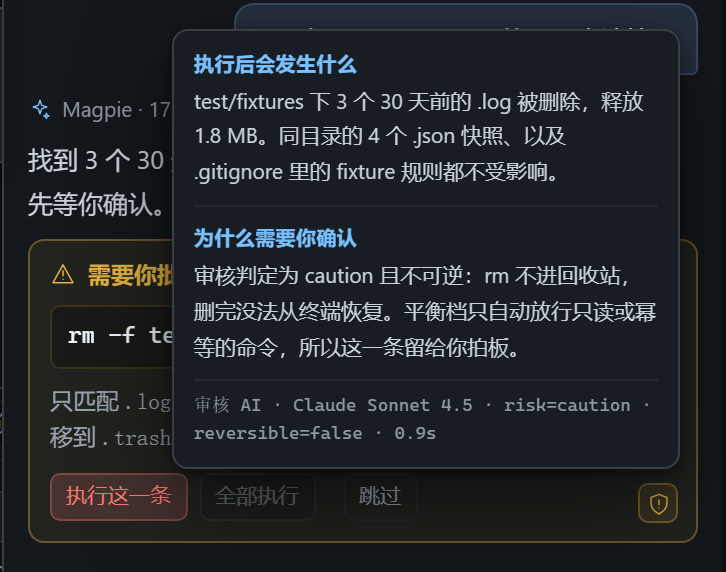 执行后会发生什么
test/fixtures 下 3 个 30 天前的 .log 被删除，释放
1.8 MB。同目录的 4 个 .json 快照、以及
.gitignore 里的 fixture 规则都不受影响。
为什么需要你确认
审核判定为 caution 且不可逆：rm 不进回收站，
删完没法从终端恢复。平衡档只自动放行只读或幂
等的命令，所以这一条留给你拍板。
审核 AI · Claude Sonnet 4.5 · risk=caution ·
reversible=false · 0.9s
Magpie · 17
找到 3 个 30
先等你确认。
需要你批
rm -f te
只匹配 .log
移到 .trash
执行这一条
全部执行
跳过